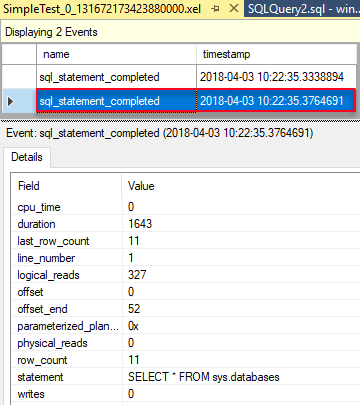 SimpleTest_0_131672173423880000.xel SQLQuery2.sql - win...
Displaying 2 Events
name timestamp
sql_statement_completed 2018-04-03 10:22:35.3338894
sql_statement_completed 2018-04-03 10:22:35.3764691
Event: sql_statement_completed (2018-04-03 10:22:35.3764691)
Details
Field Value
cpu_time 0
duration 1643
last_row_count 11
line_number 1
logical_reads 327
offset 0
offset_end 52
parameterized_plan... 0x
physical_reads 0
row_count 11
statement SELECT * FROM sys.databases
writes 0